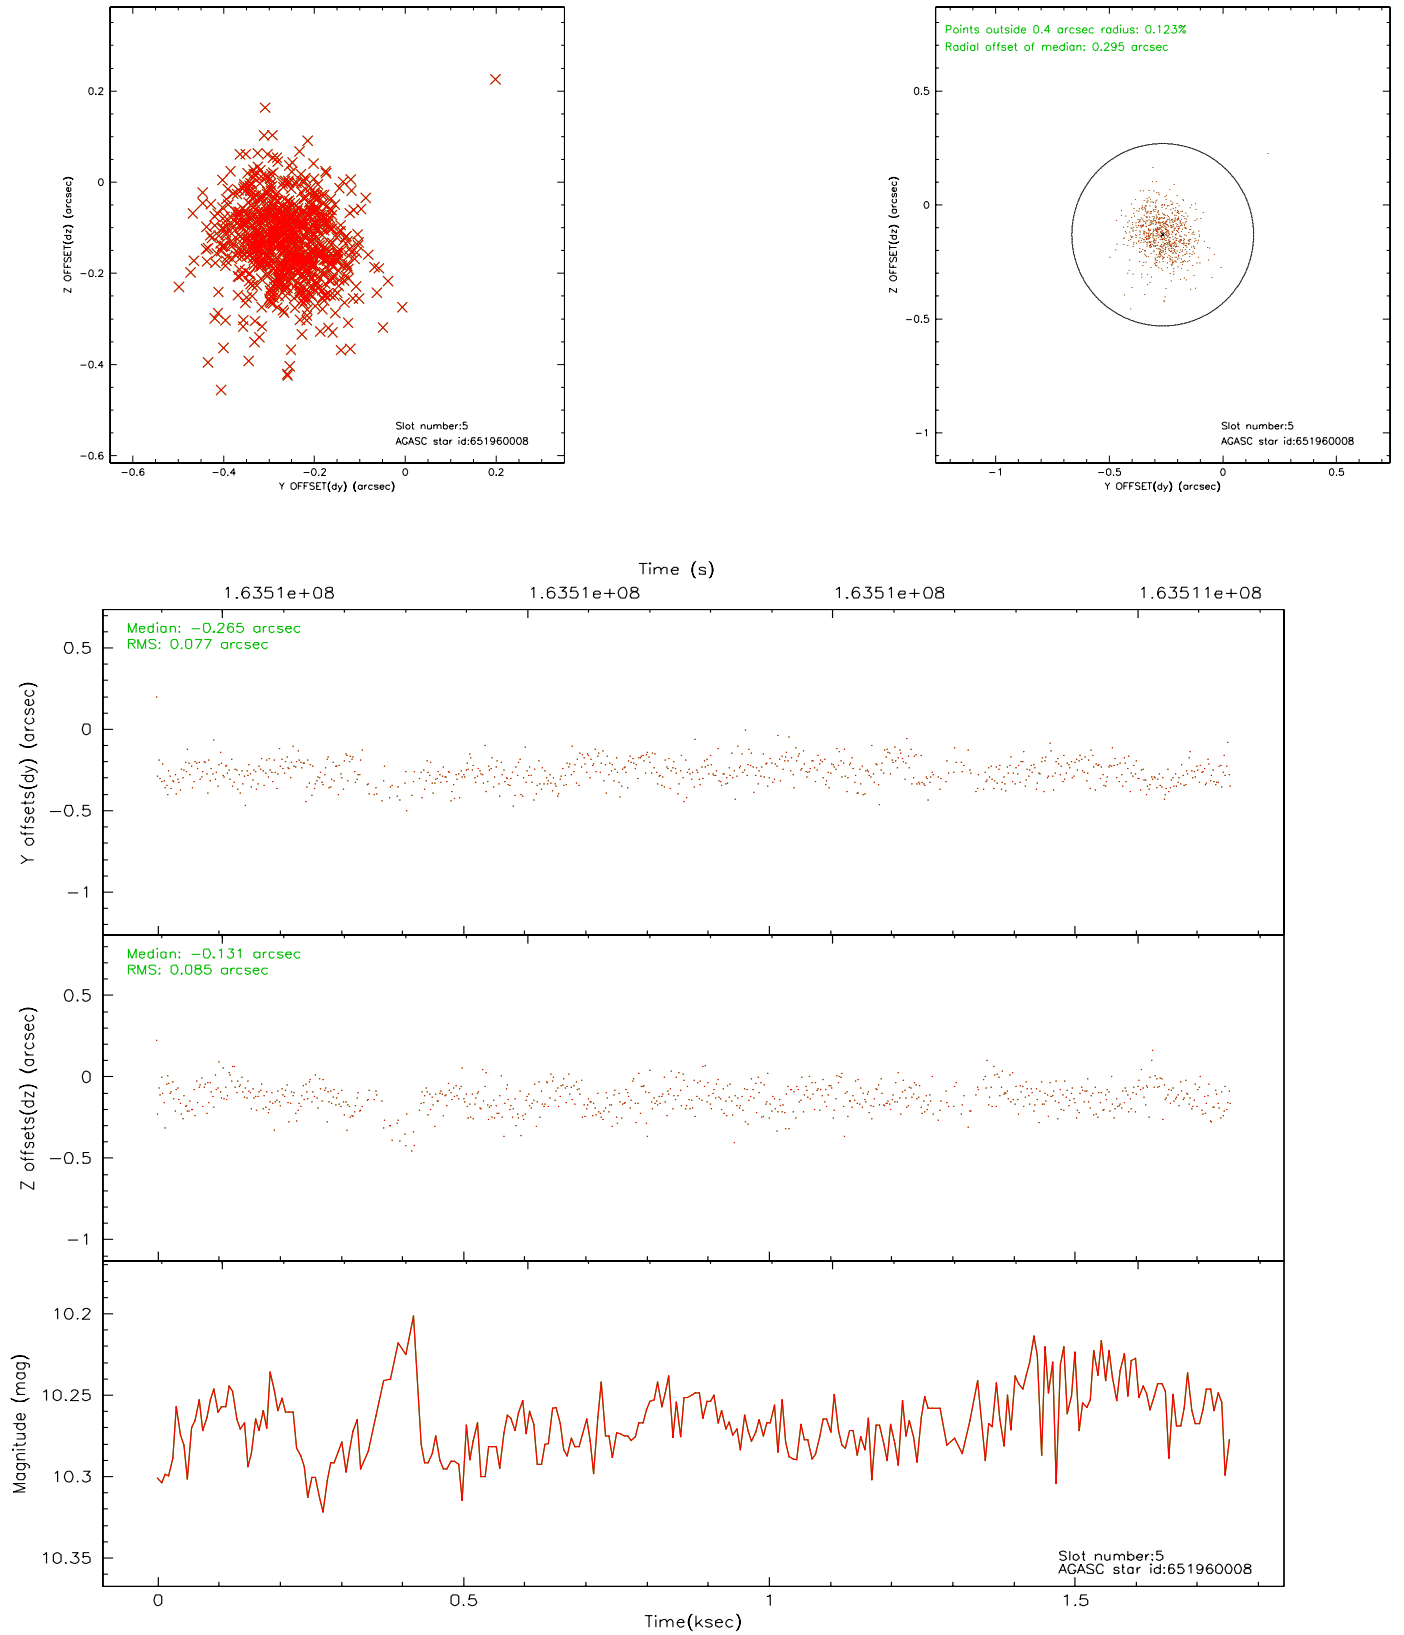 0.2
0
−0.2
−0.4
−0.6
Z OFFSET(dz) (arcsec)
−0.6 −0.4 −0.2 0 0.2
Y OFFSET(dy) (arcsec)
Slot number:5
AGASC star id:651960008
Points outside 0.4 arcsec radius: 0.123%
Radial offset of median: 0.295 arcsec
0.5
0
−0.5
−1
Z OFFSET(dz) (arcsec)
−1 −0.5 0 0.5
Y OFFSET(dy) (arcsec)
Slot number:5
AGASC star id:651960008
Time (s)
1.6351e+08 1.6351e+08 1.6351e+08 1.63511e+08
Median: −0.265 arcsec
RMS: 0.077 arcsec
0.5
0
−0.5
−1
Y offsets(dy) (arcsec)
Median: −0.131 arcsec
RMS: 0.085 arcsec
0.5
0
−0.5
−1
Z offsets(dz) (arcsec)
10.2
10.25
10.3
10.35
Magnitude (mag)
Slot number:5
AGASC star id:651960008
0 0.5 1 1.5
Time(ksec)